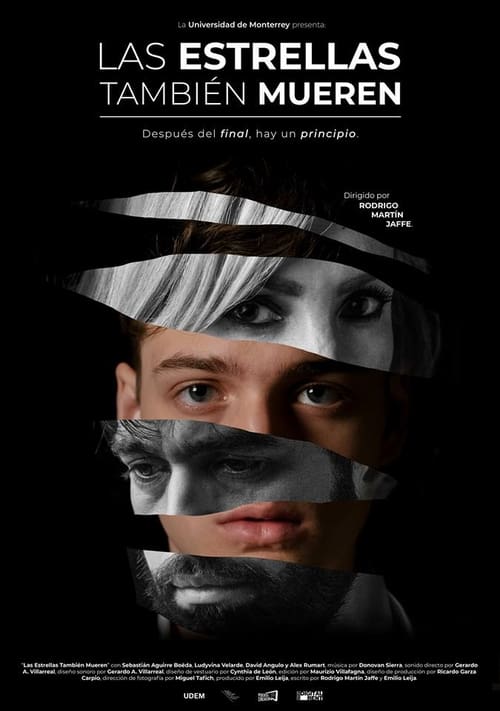 La Universidad de Monterrey presenta:
LAS ESTRELLAS
TAMBIÉN MUEREN
Después del final, hay un principio.
Dirigido por
RODRIGO
MARTÍN
JAFFE.
"Las Estrellas También Mueren" con Sebastián Aguirre Boëda, Ludyvina Velarde, David Angulo y Alex Rumart, música por Donovan Sierra, sonido directo por Gerardo
A. Villarreal, diseño sonoro por Gerardo A. Villarreal, diseño de vestuario por Cynthia de León, edición por Maurizio Villafagna, diseño de producción por Ricardo Garza
Carpio, dirección de fotografía por Miguel Tafich, producido por Emilio Leija, escrito por Rodrigo Martín Jaffe y Emilio Leija.
UDEM